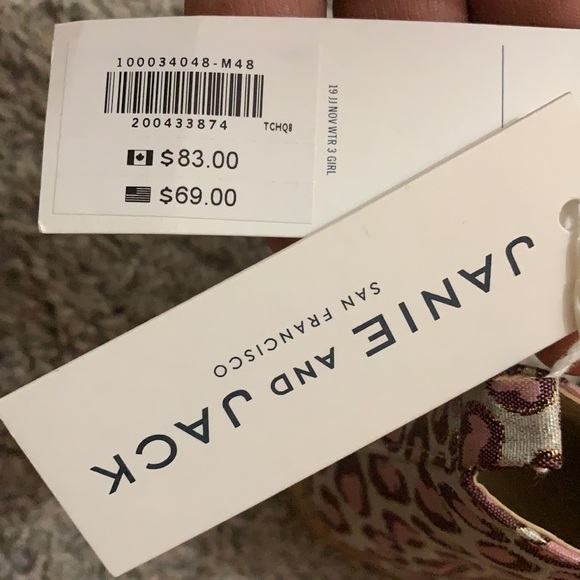 100034048-M48
200433874 TCHQ8
$83.00
$69.00
19 JJ NOV WTR 3 GIRL
JANIE AND JACK
SAN FRANCISCO